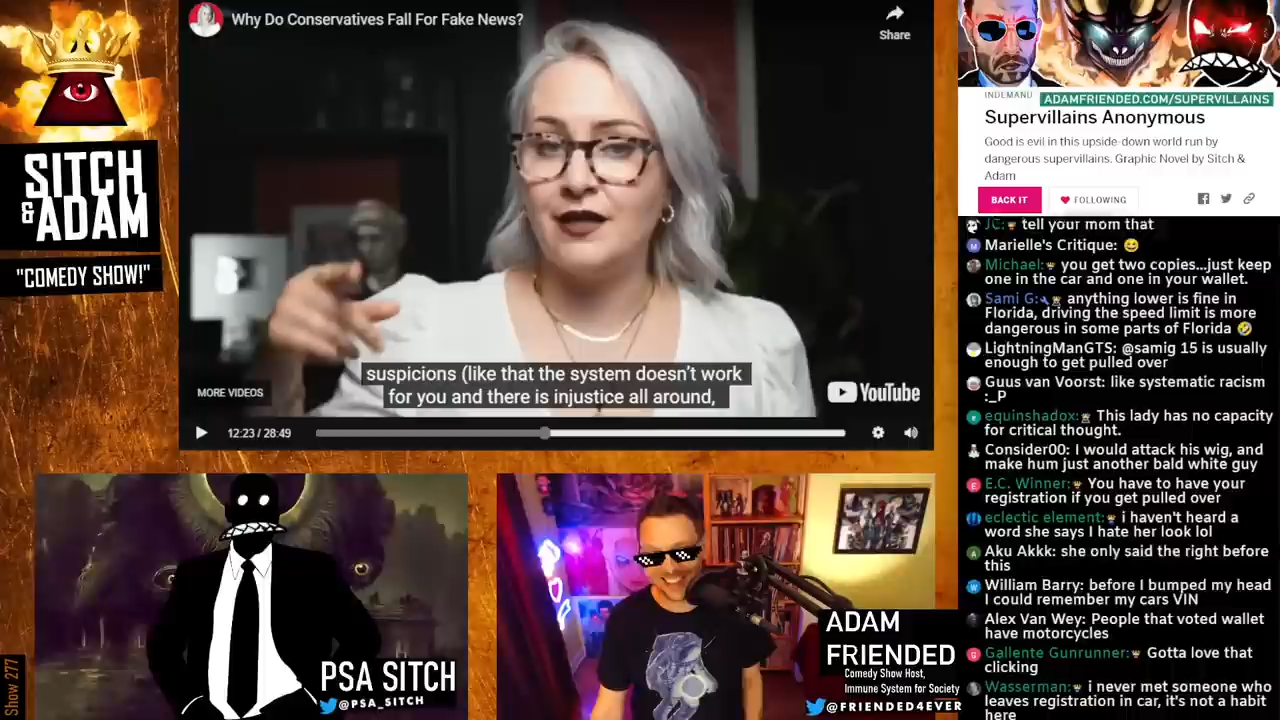 SITCH
& ADAM
"COMEDY SHOW!"
Show 277
Why Do Conservatives Fall For Fake News?
Share
suspicions (like that the system doesn't work
for you and there is injustice all around,
MORE VIDEOS
YouTube
12:23 / 28:49
PSA SITCH
@PSA_SITCH
ADAM
FRIENDED
Comedy Show Host,
Immune System for Society
@FRIENDED4EVER
INDEMAND
ADAMFRIENDED.COM/SUPERVILLAINS
Supervillains Anonymous
Good is evil in this upside-down world run by
dangerous supervillains. Graphic Novel by Sitch &
Adam
BACK IT
FOLLOWING
JC: tell your mom that
Marielle's Critique: 😄
Michael: you get two copies...just keep
one in the car and one in your wallet.
Sami G: anything lower is fine in
Florida, driving the speed limit is more
dangerous in some parts of Florida 🤣
LightningManGTS: @samig 15 is usually
enough to get pulled over
Guus van Voorst: like systematic racism
:_P
equinshadox: This lady has no capacity
for critical thought.
Consider00: I would attack his wig, and
make hum just another bald white guy
E.C. Winner: You have to have your
registration if you get pulled over
eclectic element: i haven't heard a
word she says I hate her look lol
Aku Akkk: she only said the right before
this
William Barry: before I bumped my head
I could remember my cars VIN
Alex Van Wey: People that voted wallet
have motorcycles
Gallente Gunrunner: Gotta love that
clicking
Wasserman: i never met someone who
leaves registration in car, it's not a habit
here